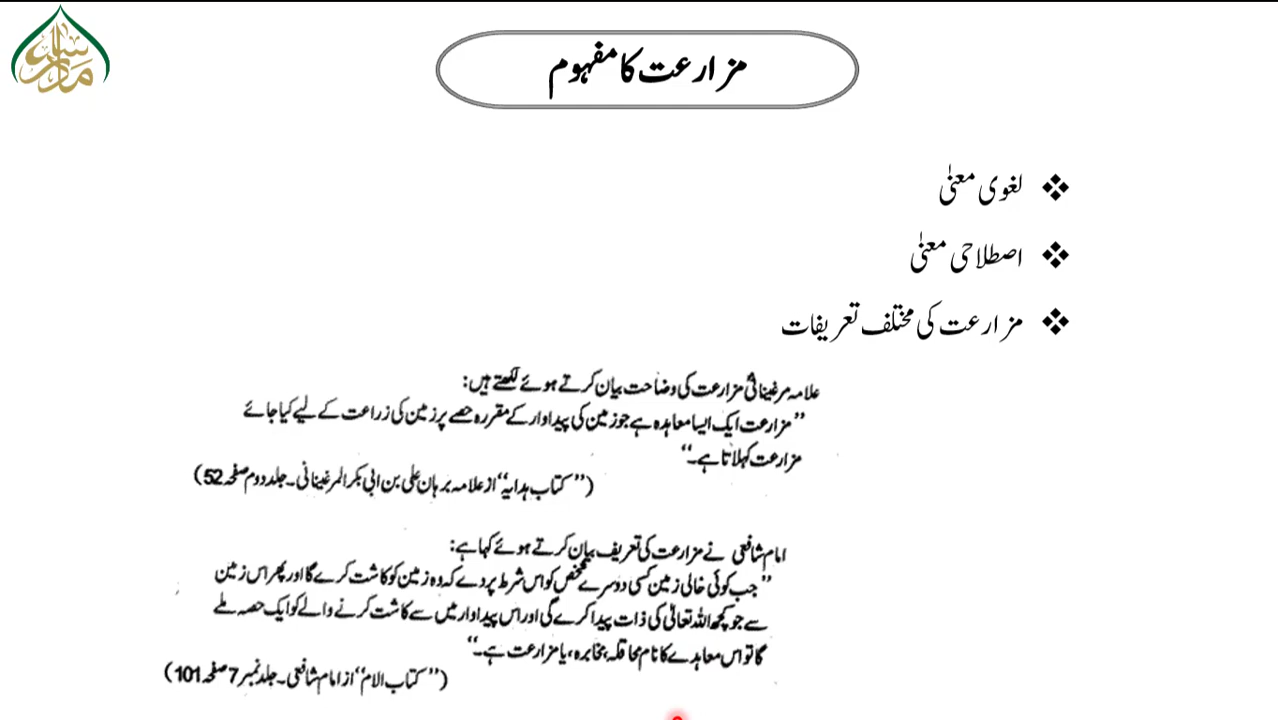 مدرسہ
مزارعت کا مفہوم
❖ لغوی معنیٰ
❖ اصطلاحی معنیٰ
❖ مزارعت کی مختلف تعریفات
علامہ مرغینانیؒ مزارعت کی وضاحت بیان کرتے ہوئے لکھتے ہیں:
”مزارعت ایک ایسا معاہدہ ہے جو زمین کی پیداوار کے مقررہ حصے پر زمین کی زراعت کے لیے کیا جائے
مزارعت کہلاتا ہے۔“
(”کتاب ہدایہ“ از علامہ برہان علی بن ابی بکر المرغینانی۔ جلد دوم صفحہ 52)
امام شافعی نے مزارعت کی تعریف بیان کرتے ہوئے کہا ہے:
”جب کوئی خالی زمین کسی دوسرے شخص کو اس شرط پر دے کہ وہ زمین کو کاشت کرے گا اور پھر اس زمین
سے جو کچھ اللہ تعالیٰ کی ذات پیدا کرے گی اور اس پیداوار میں سے کاشت کرنے والے کو ایک حصہ ملے
گا تو اس معاہدے کا نام محاقلہ، مخابرہ، یا مزارعت ہے۔“
(”کتاب الام“ از امام شافعی۔ جلد نمبر 7 صفحہ 101)